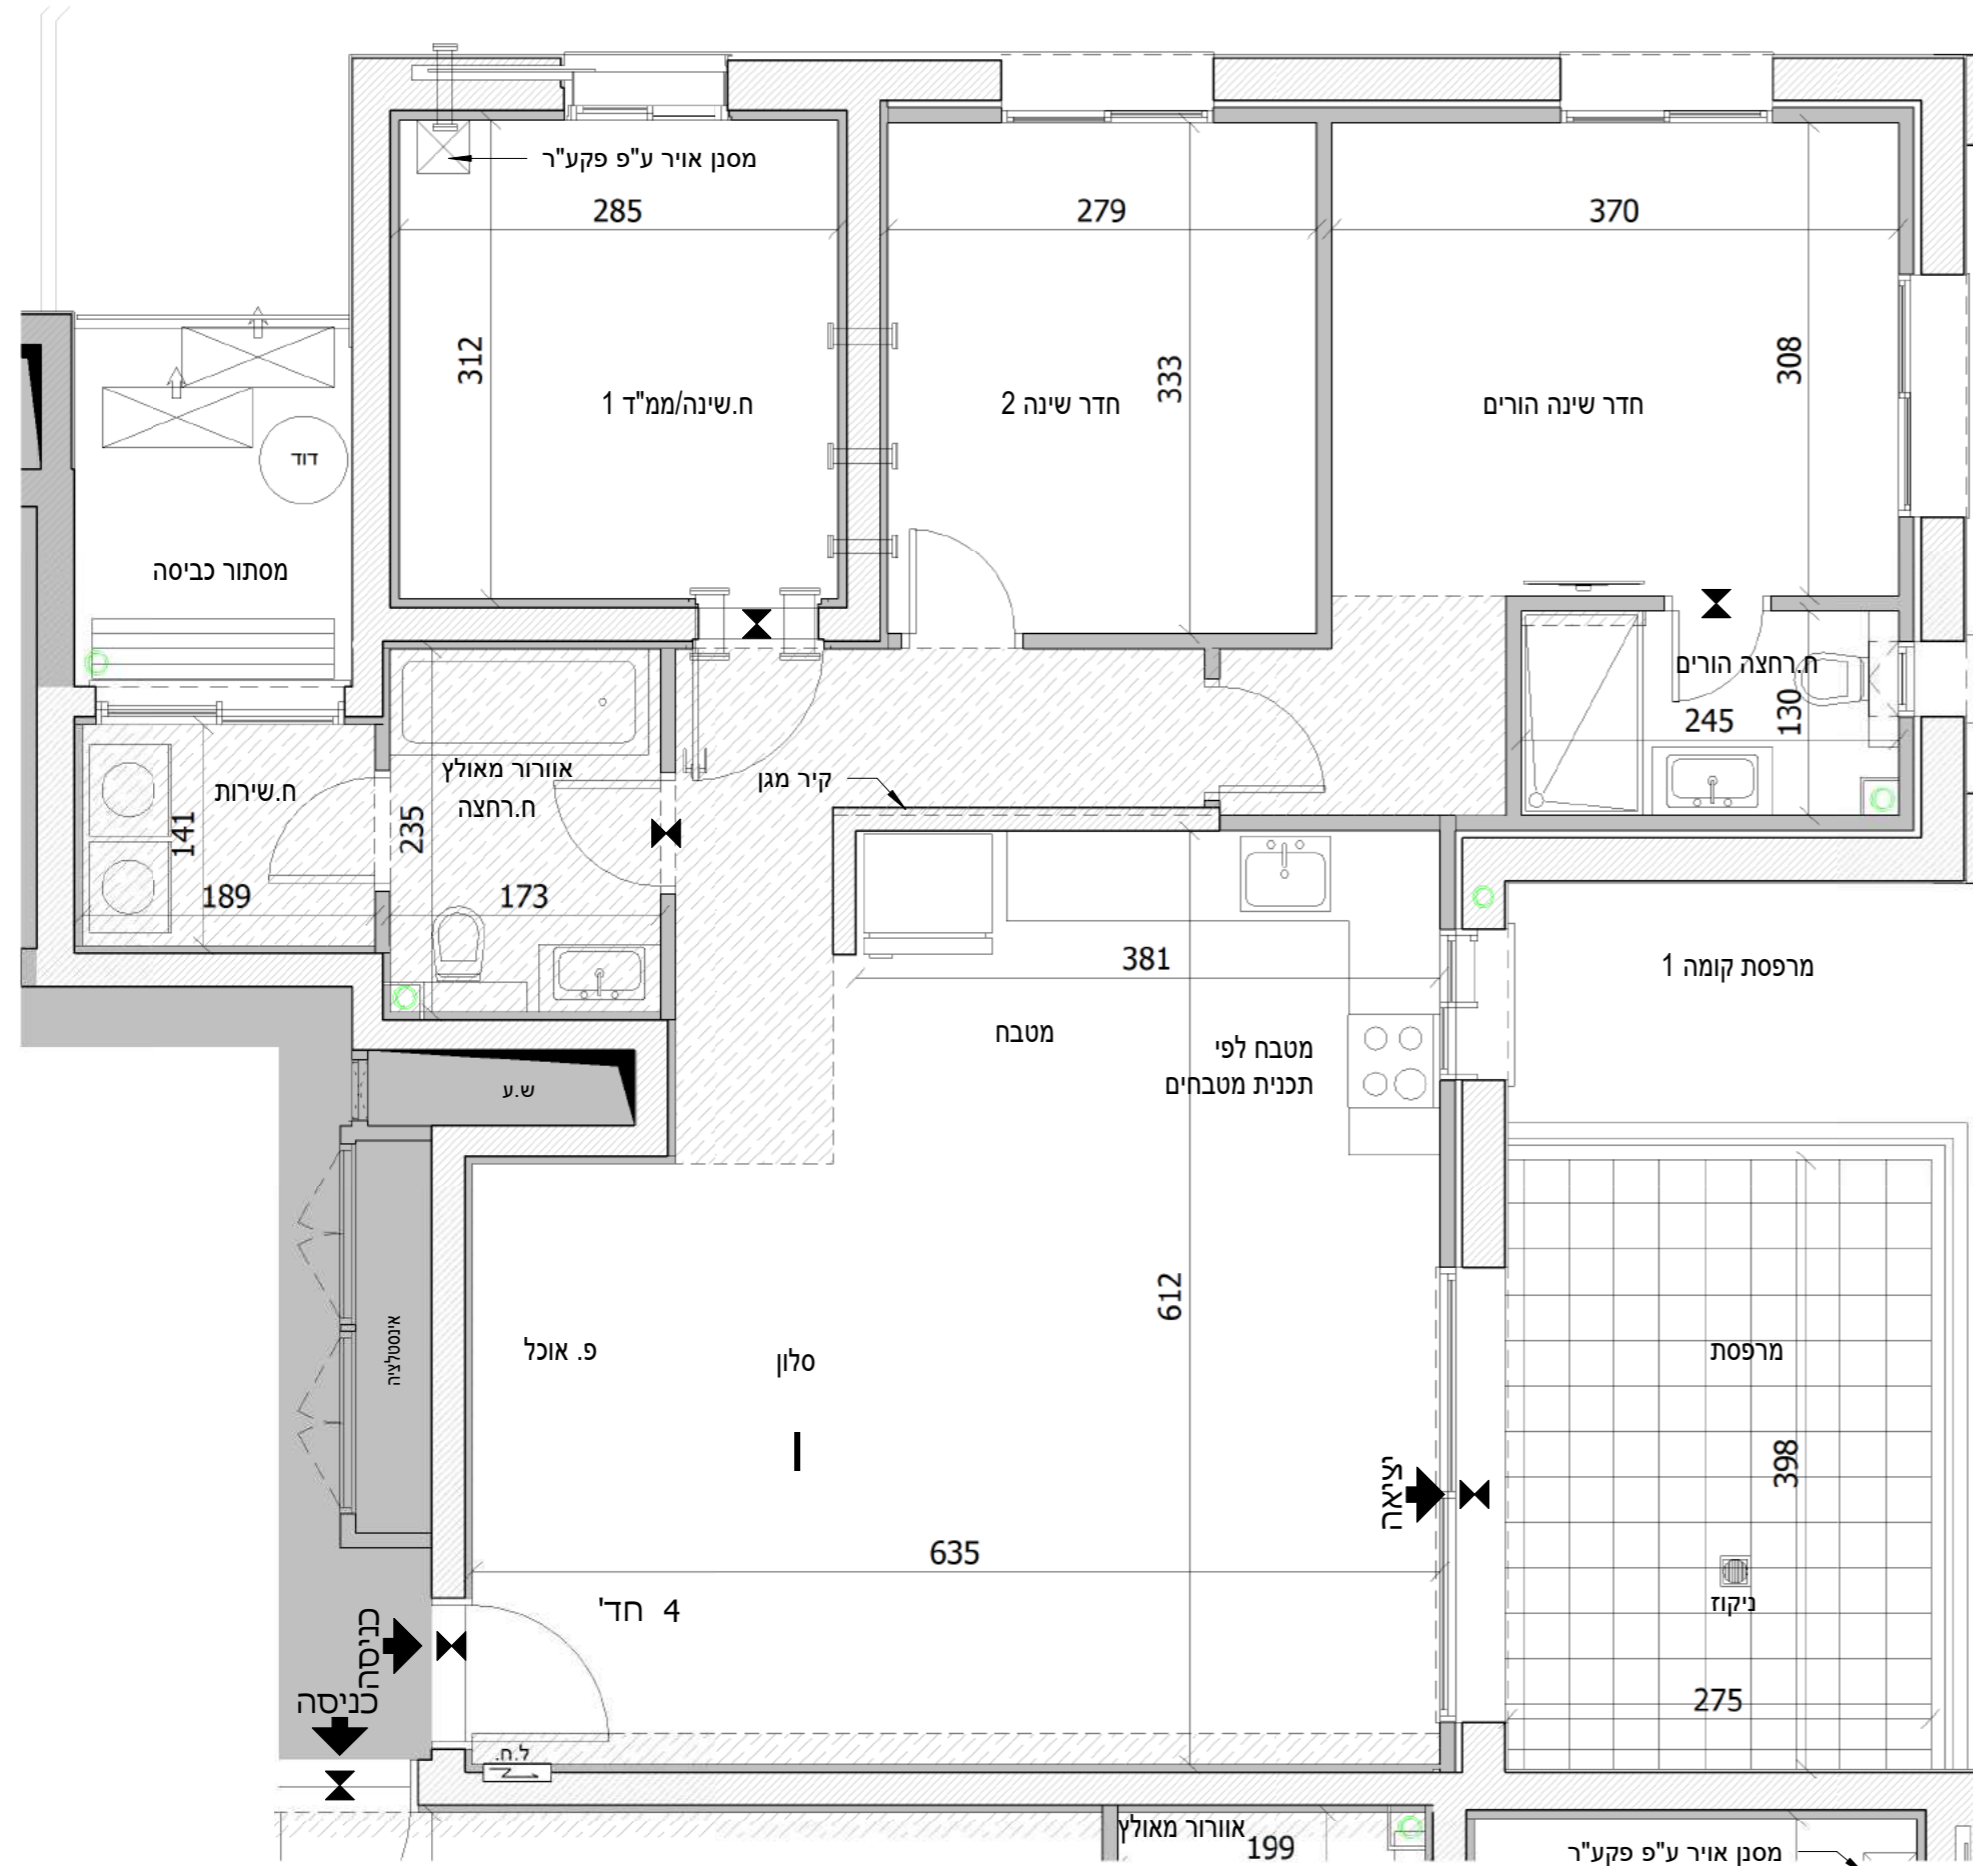 מסנן אויר ע"פ פקע"ר
285
279
370
312
333
308
ח.שינה/ממ"ד 1
חדר שינה 2
חדר שינה הורים
דוד
מסתור כביסה
ח.רחצה הורים
245
130
אוורור מאולץ
ח.רחצה
קיר מגן
ח.שירות
141
235
189
173
381
מרפסת קומה 1
מטבח
מטבח לפי
תכנית מטבחים
ש.ע
612
אינסטלציה
פ. אוכל
סלון
מרפסת
I
398
יציאה
635
4 חד'
ניקוז
כניסה
כניסה
275
ל.ח.
אוורור מאולץ
199
מסנן אויר ע"פ פקע"ר